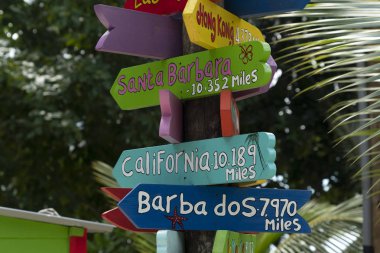 HONG KONG
Santa Barbara
-10.352 MILES
California 10.189
MILES
Barbados 7.970
MILES